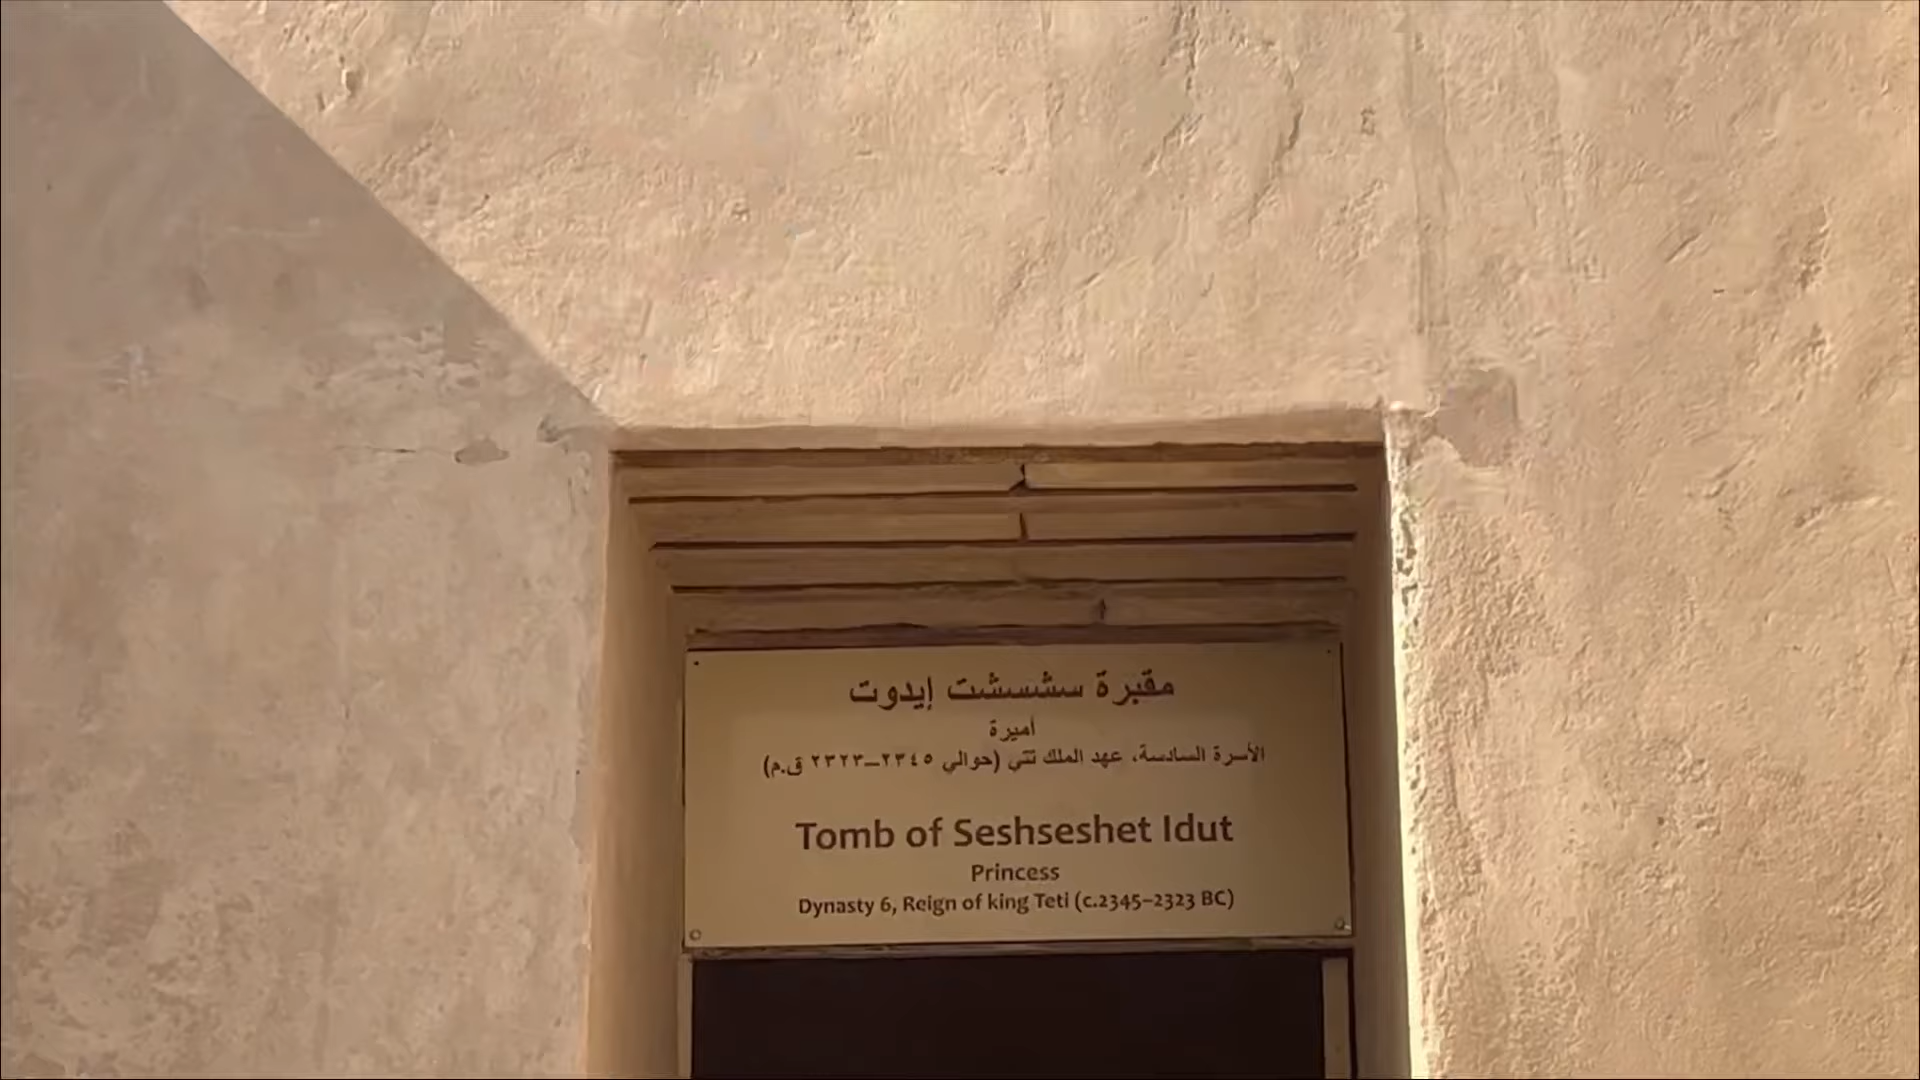 مقبرة سشسشت إيدوت
أميرة
الأسرة السادسة، عهد الملك تتي (حوالي ٢٣٤٥–٢٣٢٣ ق.م)
Tomb of Seshseshet Idut
Princess
Dynasty 6, Reign of king Teti (c.2345–2323 BC)